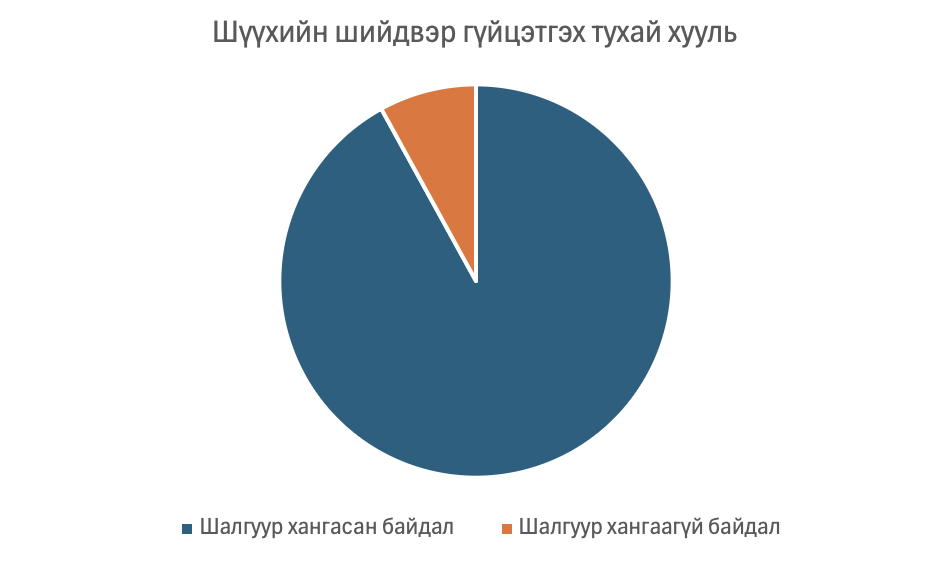 Шүүхийн шийдвэр гүйцэтгэх тухай хууль
Шалгуур хангасан байдал
Шалгуур хангаагүй байдал